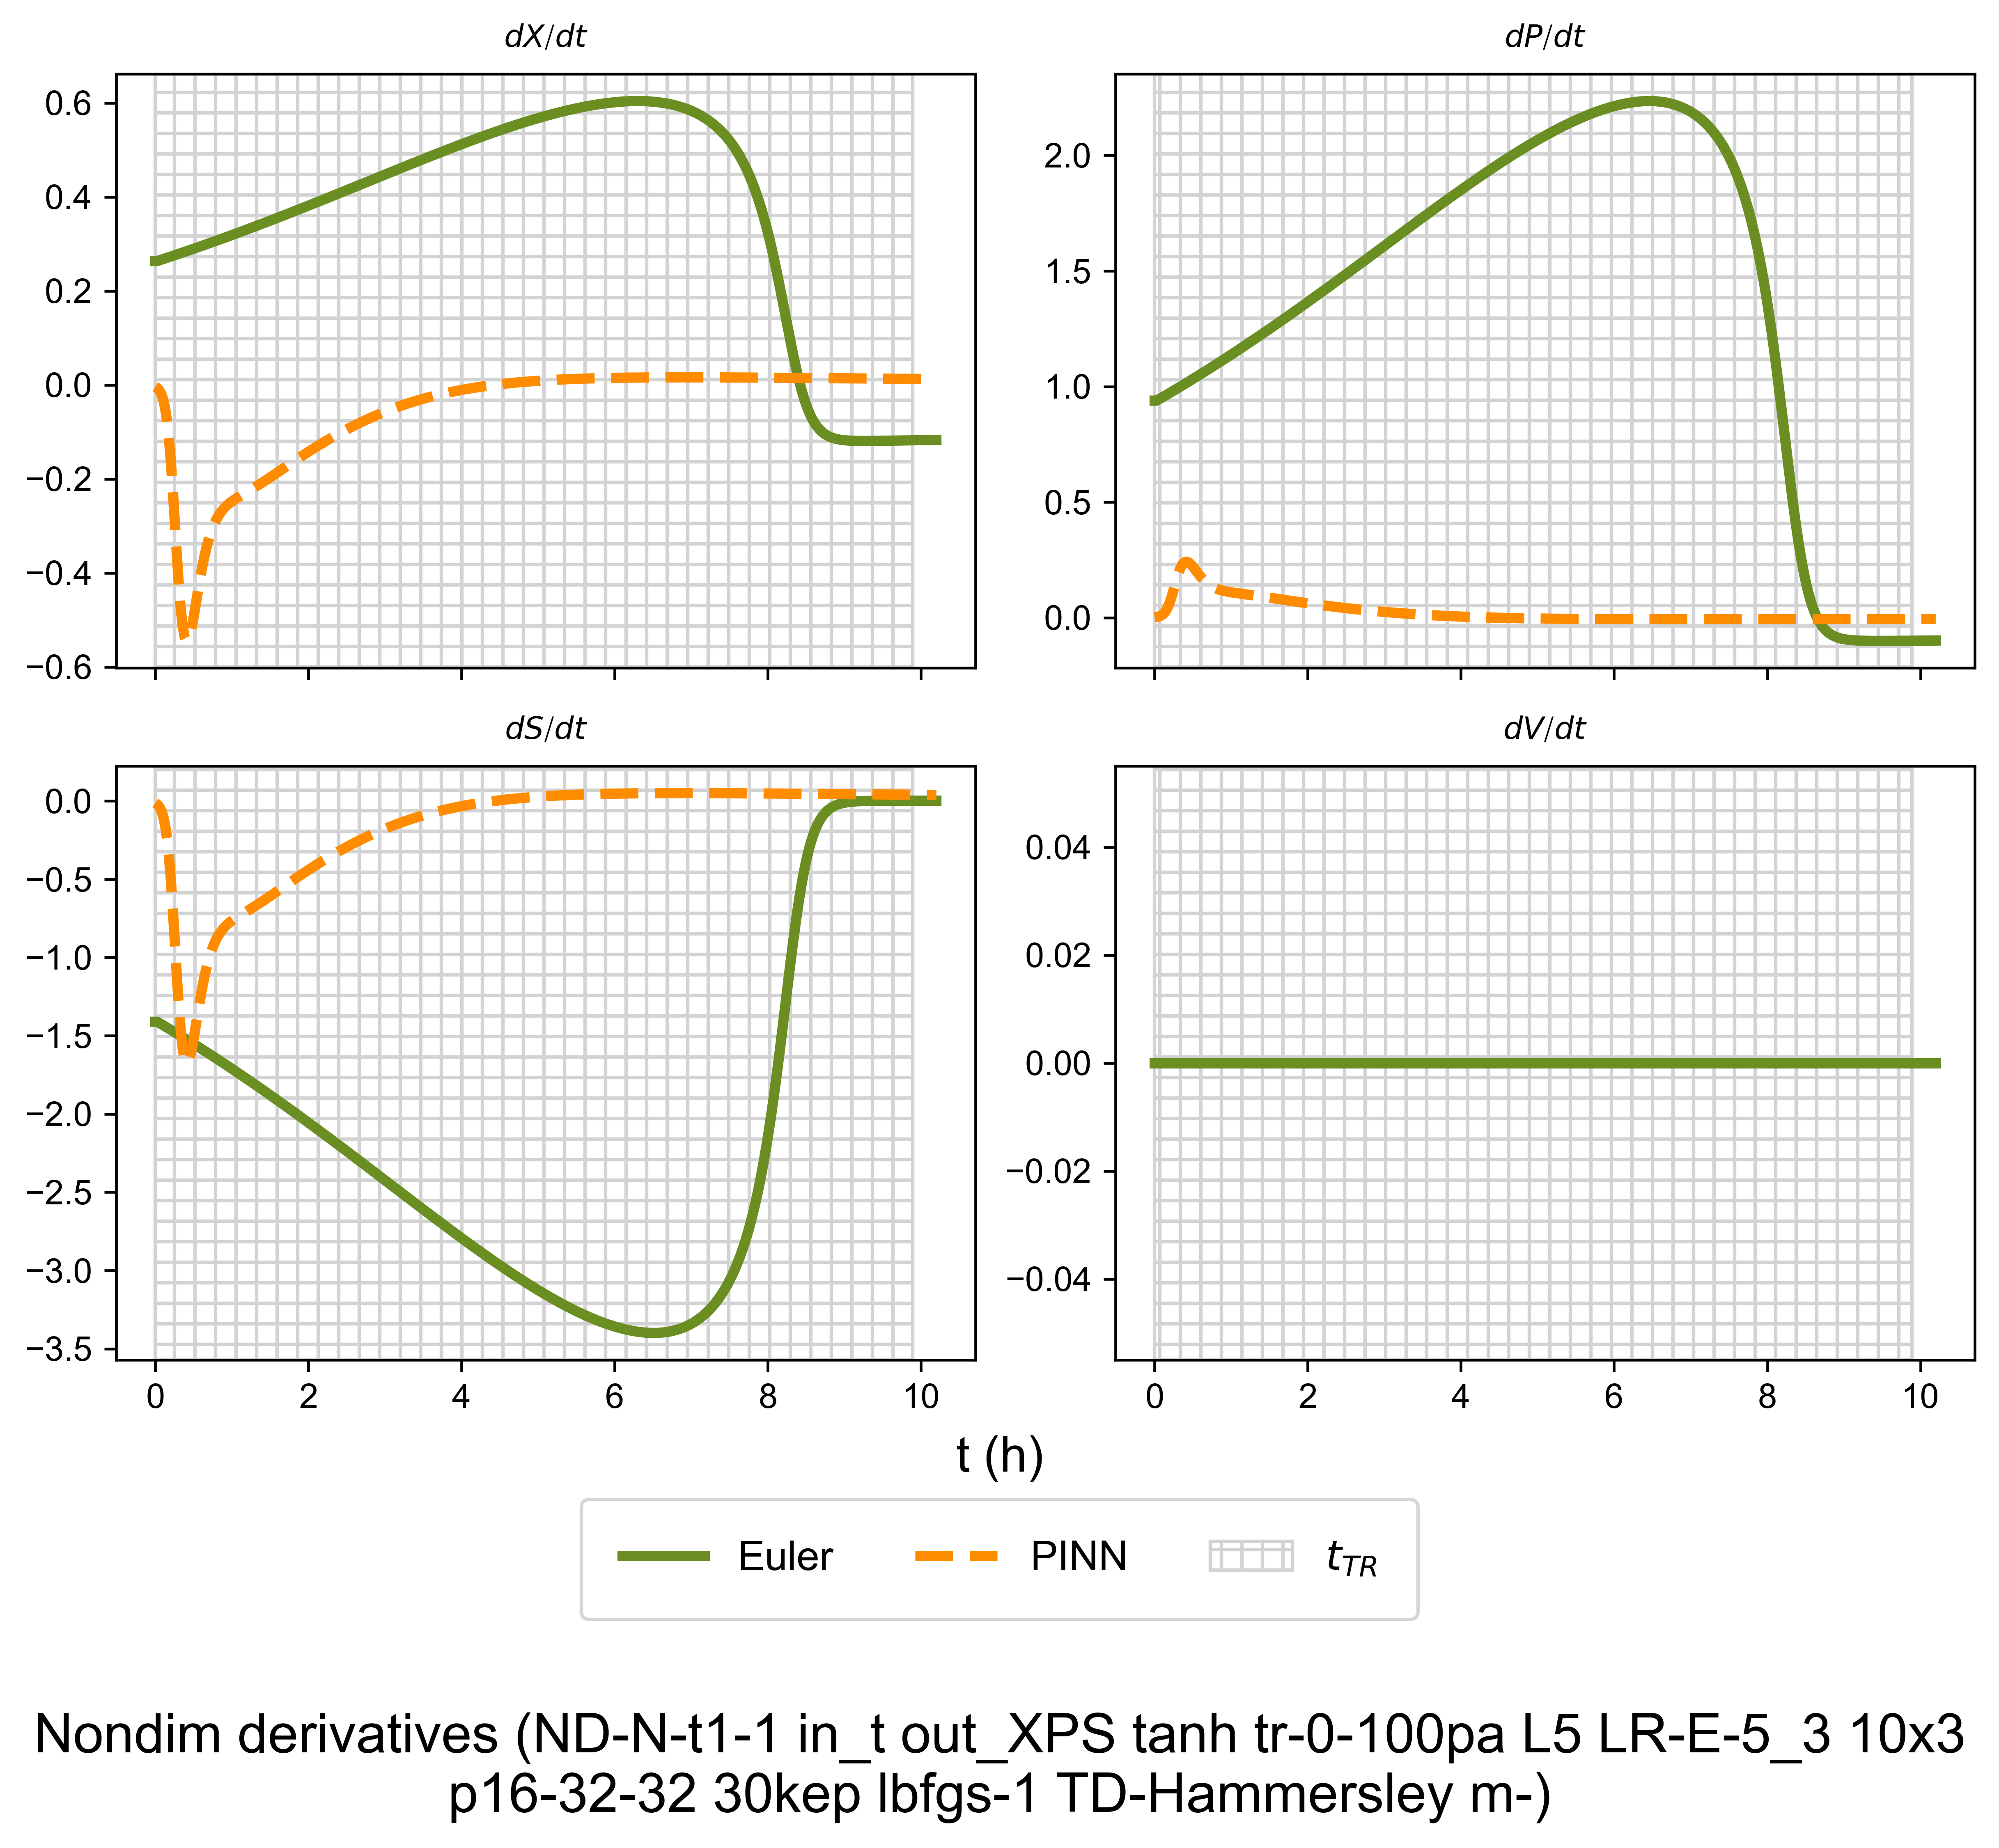 dX/dt
dP/dt
0.6
0.4
0.2
0.0
−0.2
−0.4
−0.6
2.0
1.5
1.0
0.5
0.0
dS/dt
dV/dt
0.0
−0.5
−1.0
−1.5
−2.0
−2.5
−3.0
−3.5
0 2 4 6 8 10
0.04
0.02
0.00
−0.02
−0.04
0 2 4 6 8 10
t (h)
Euler PINN tTR
Nondim derivatives (ND-N-t1-1 in_t out_XPS tanh tr-0-100pa L5 LR-E-5_3 10x3
p16-32-32 30kep lbfgs-1 TD-Hammersley m-)